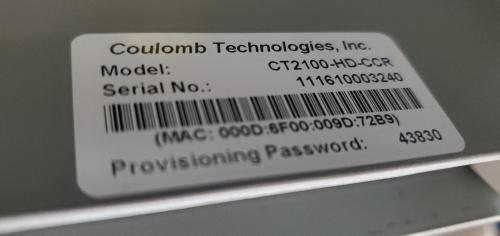 Coulomb Technologies, Inc.
Model: CT2100-HD-CCR
Serial No.: 111610003240
(MAC: 000D:6F00:009D:72B9)
Provisioning Password: 43830